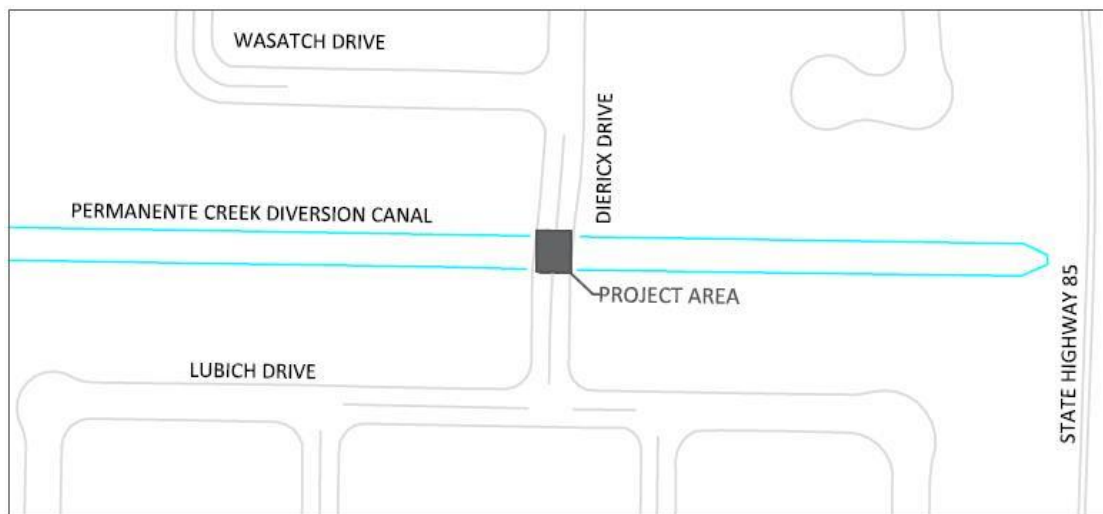 WASATCH DRIVE
DIERICX DRIVE
PERMANENTE CREEK DIVERSION CANAL
PROJECT AREA
STATE HIGHWAY 85
LUBICH DRIVE